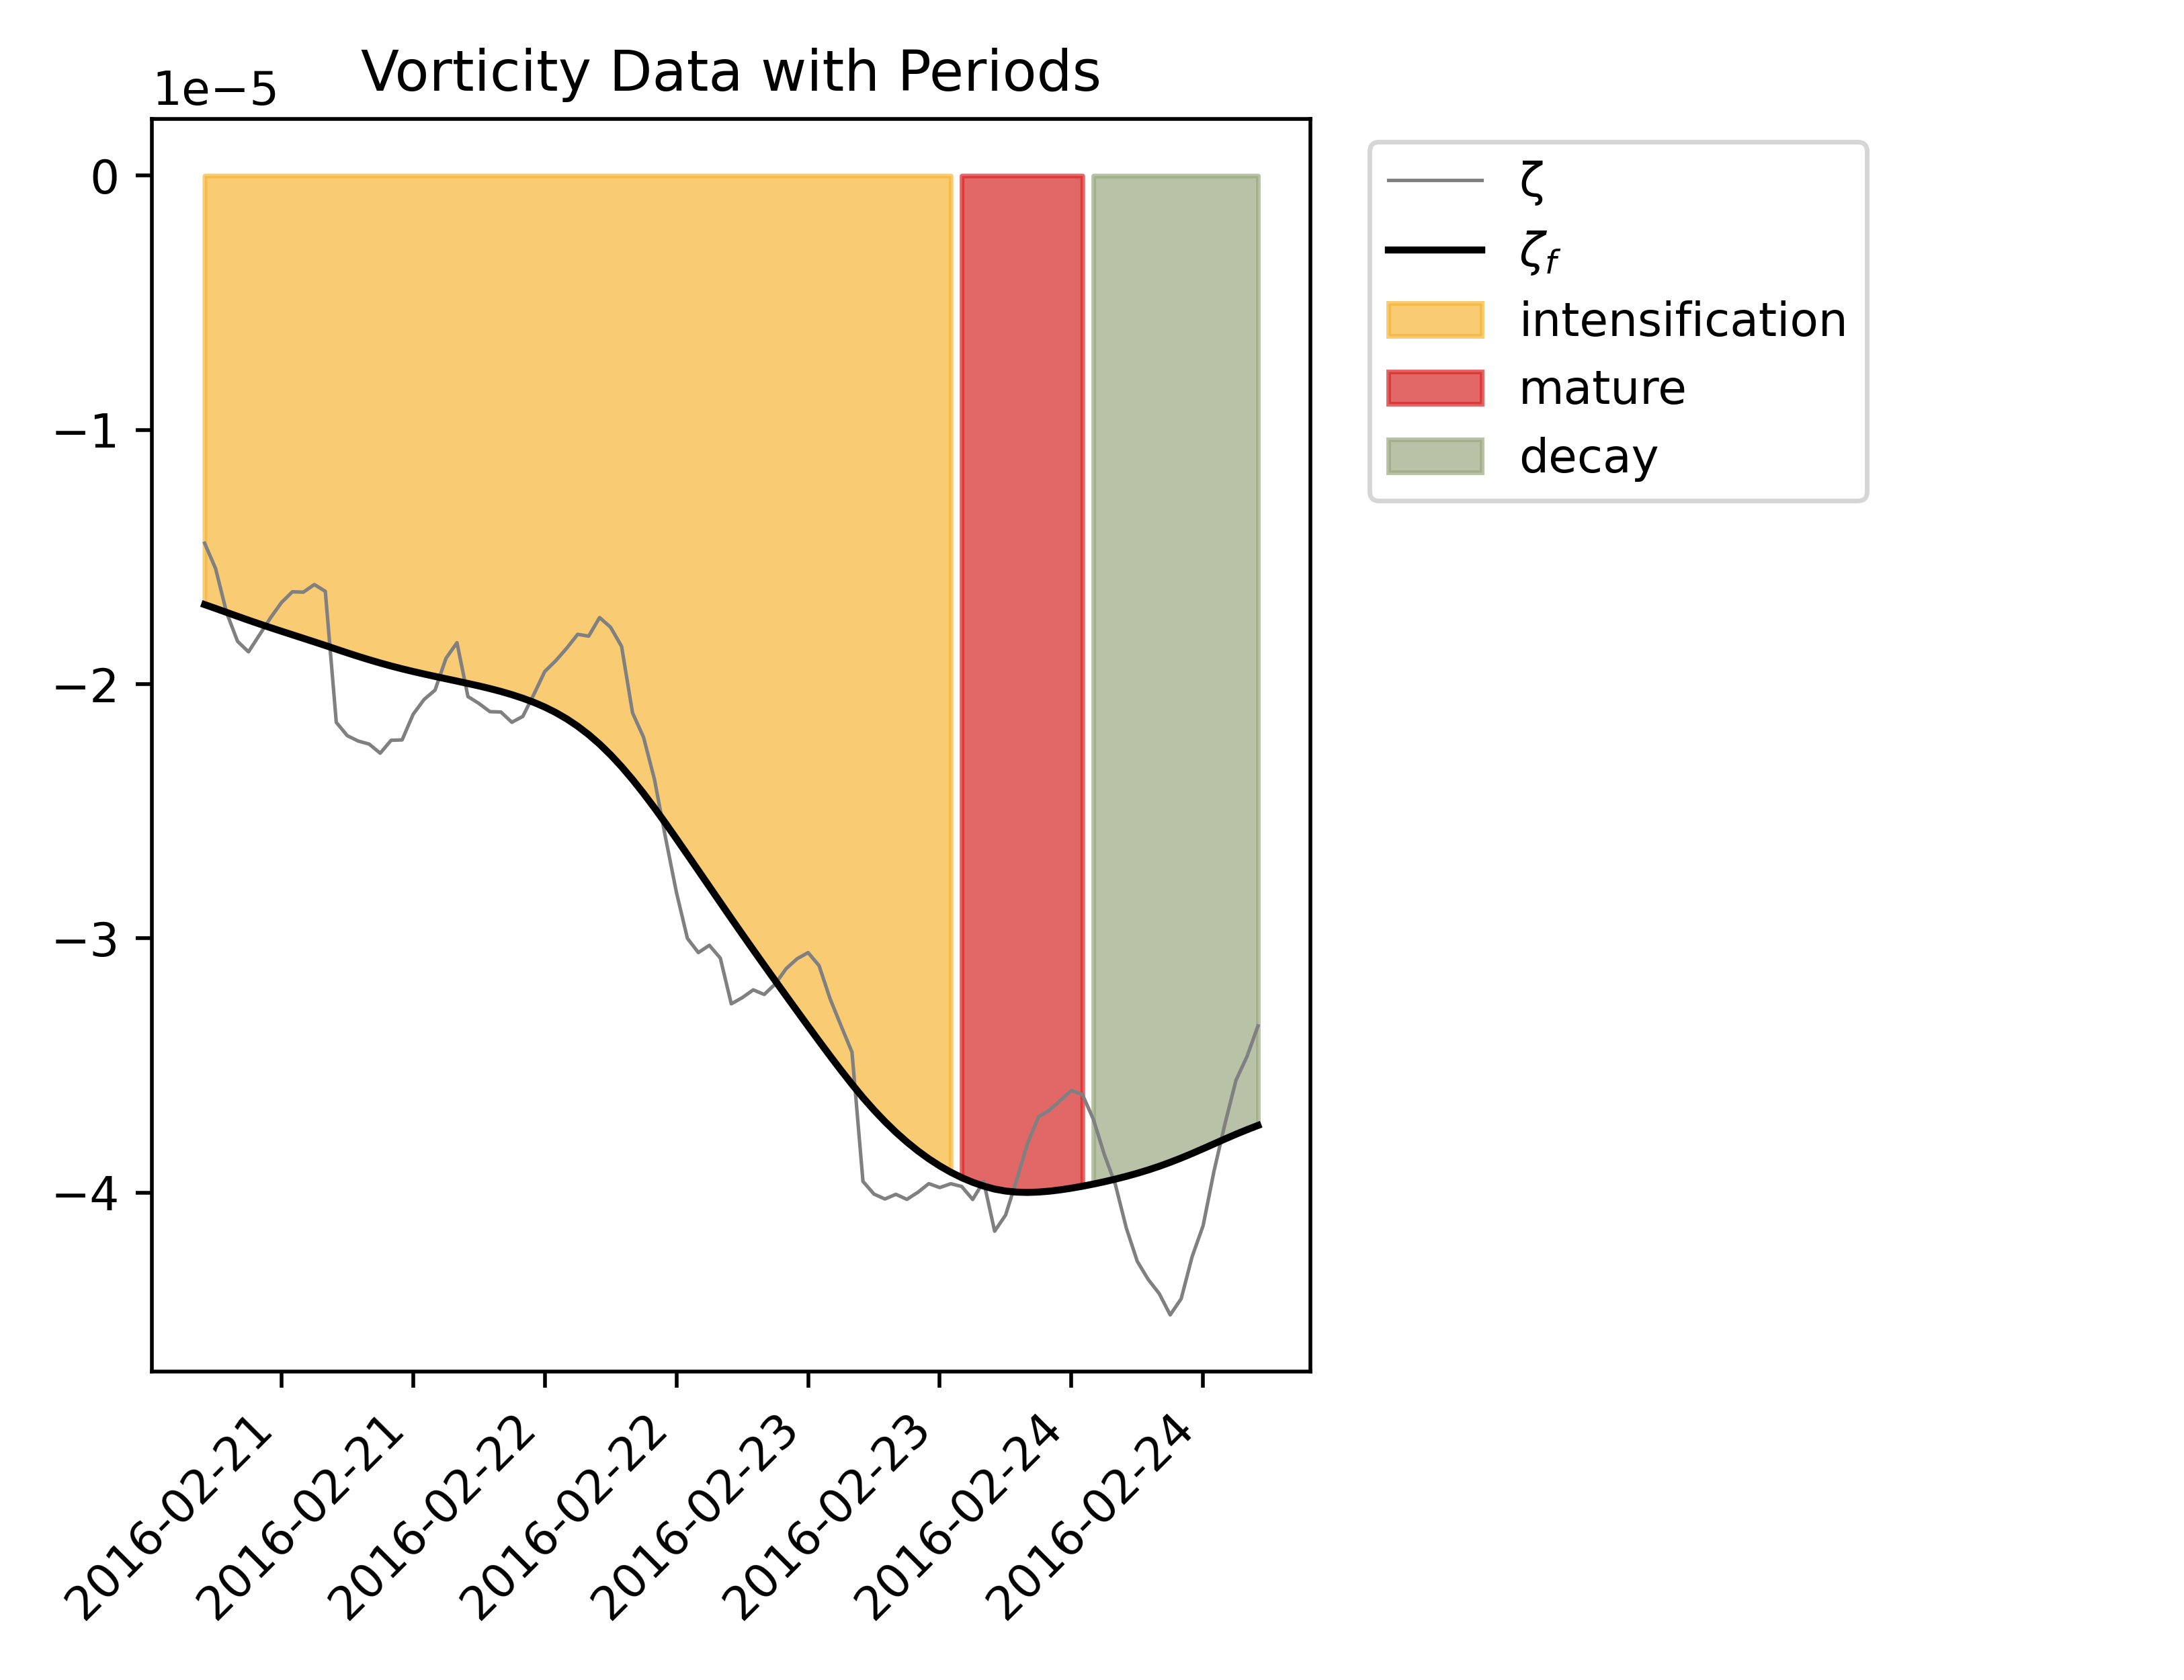 Vorticity Data with Periods
1e−5
0
−1
−2
−3
−4
2016-02-21
2016-02-21
2016-02-22
2016-02-22
2016-02-23
2016-02-23
2016-02-24
2016-02-24
ζ
ζf
intensification
mature
decay